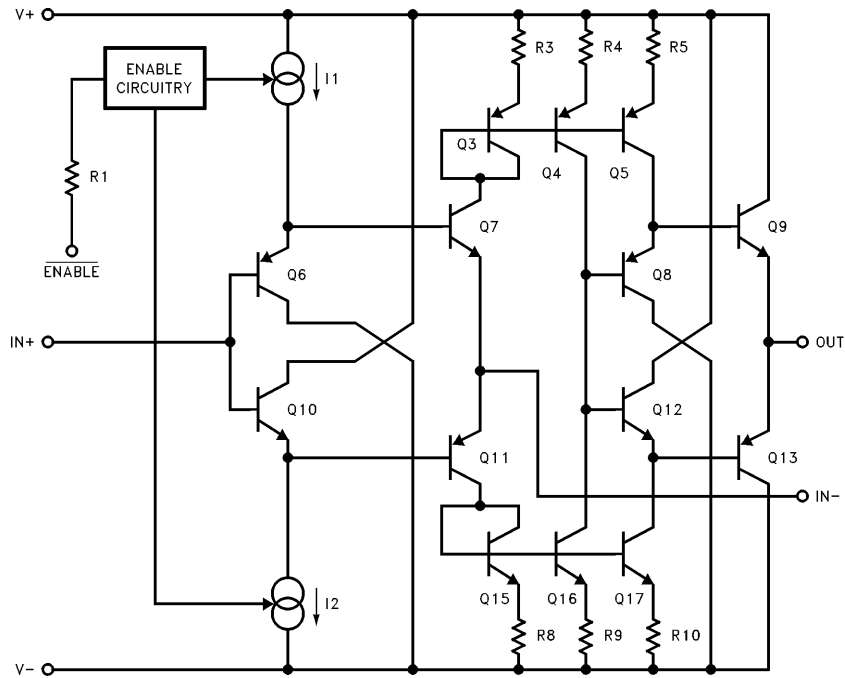 V+
R3
R4
R5
ENABLE
CIRCUITRY
I1
Q3
Q4
Q5
R1
Q7
Q9
ENABLE
Q6
Q8
IN+
OUT
Q10
Q12
Q11
Q13
IN-
I2
Q15
Q16
Q17
R8
R9
R10
V-